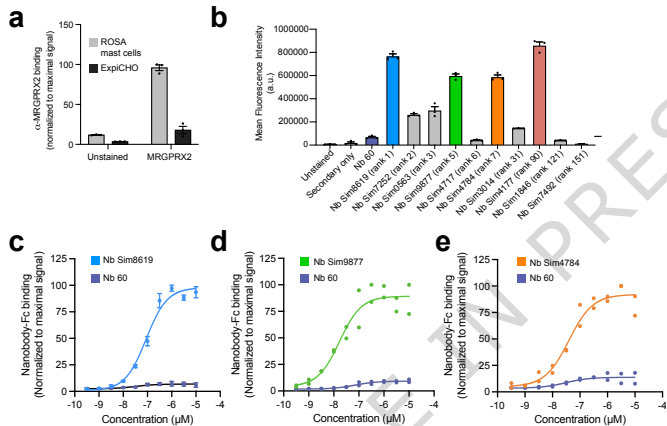 a
α-MRGPRX2 binding
(normalized to maximal signal)
100
50
0
Unstained
MRGPRX2
ROSA
mast cells
ExpiCHO
b
Mean Fluorescence Intensity
(a.u.)
1000000
800000
600000
400000
200000
0
Unstained
Secondary only
Nb 60
Nb Sim8619 (rank 1)
Nb Sim7252 (rank 2)
Nb Sim0563 (rank 3)
Nb Sim9877 (rank 5)
Nb Sim4717 (rank 6)
Nb Sim4784 (rank 7)
Nb Sim3014 (rank 31)
Nb Sim4177 (rank 90)
Nb Sim1846 (rank 121)
Nb Sim7492 (rank 151)
c
Nb Sim8619
Nb 60
Nanobody-Fc binding
(Normalized to maximal signal)
125
100
75
50
25
0
-10 -9 -8 -7 -6 -5 -4
Concentration (μM)
d
Nb Sim9877
Nb 60
Nanobody-Fc binding
(Normalized to maximal signal)
125
100
75
50
25
0
-10 -9 -8 -7 -6 -5 -4
Concentration (μM)
e
Nb Sim4784
Nb 60
Nanobody-Fc binding
(Normalized to maximal signal)
125
100
75
50
25
0
-10 -9 -8 -7 -6 -5 -4
Concentration (μM)
E IN PRES